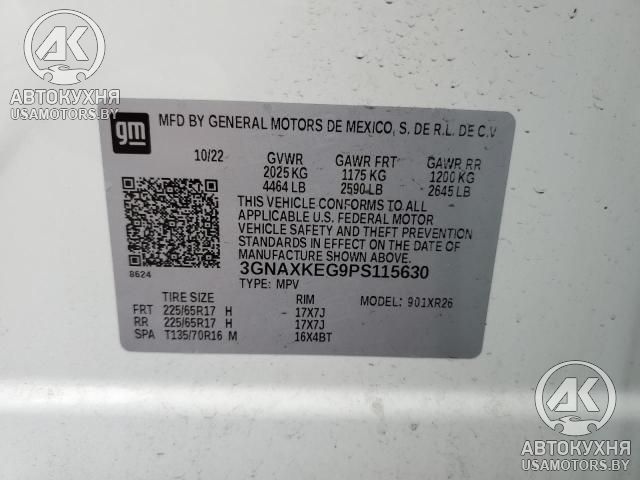 AK
АВТОКУХНЯ
USAMOTORS.BY
gm
MFD BY GENERAL MOTORS DE MEXICO, S. DE R.L. DE C.V
10/22 GVWR GAWR FRT GAWR RR
2025 KG 1175 KG 1200 KG
4464 LB 2590 LB 2645 LB
THIS VEHICLE CONFORMS TO ALL
APPLICABLE U.S. FEDERAL MOTOR
VEHICLE SAFETY AND THEFT PREVENTION
STANDARDS IN EFFECT ON THE DATE OF
MANUFACTURE SHOWN ABOVE.
8624
3GNAXKEG9PS115630
TYPE: MPV
TIRE SIZE RIM MODEL: 901XR26
FRT 225/65R17 H 17X7J
RR 225/65R17 H 17X7J
SPA T135/70R16 M 16X4BT
AK
АВТОКУХНЯ
USAMOTORS.BY